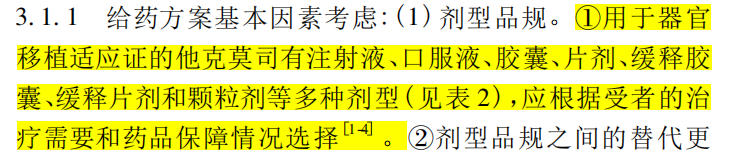 3.1.1 给药方案基本因素考虑:(1)剂型品规。①用于器官
移植适应证的他克莫司有注射液、口服液、胶囊、片剂、缓释胶
囊、缓释片剂和颗粒剂等多种剂型(见表2),应根据受者的治
疗需要和药品保障情况选择[1-4]。②剂型品规之间的替代更